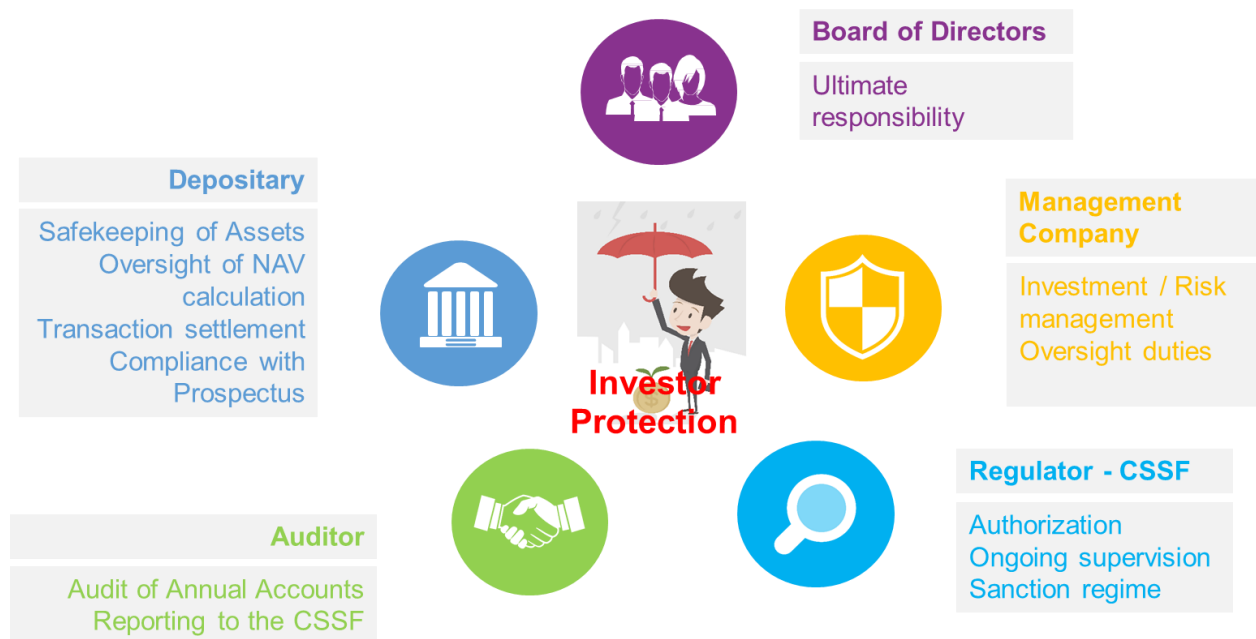 Board of Directors
Ultimate
responsibility
Depositary
Safekeeping of Assets
Oversight of NAV
calculation
Transaction settlement
Compliance with
Prospectus
Management
Company
Investment / Risk
management
Oversight duties
Investor
Protection
$
Regulator - CSSF
Authorization
Ongoing supervision
Sanction regime
Auditor
Audit of Annual Accounts
Reporting to the CSSF